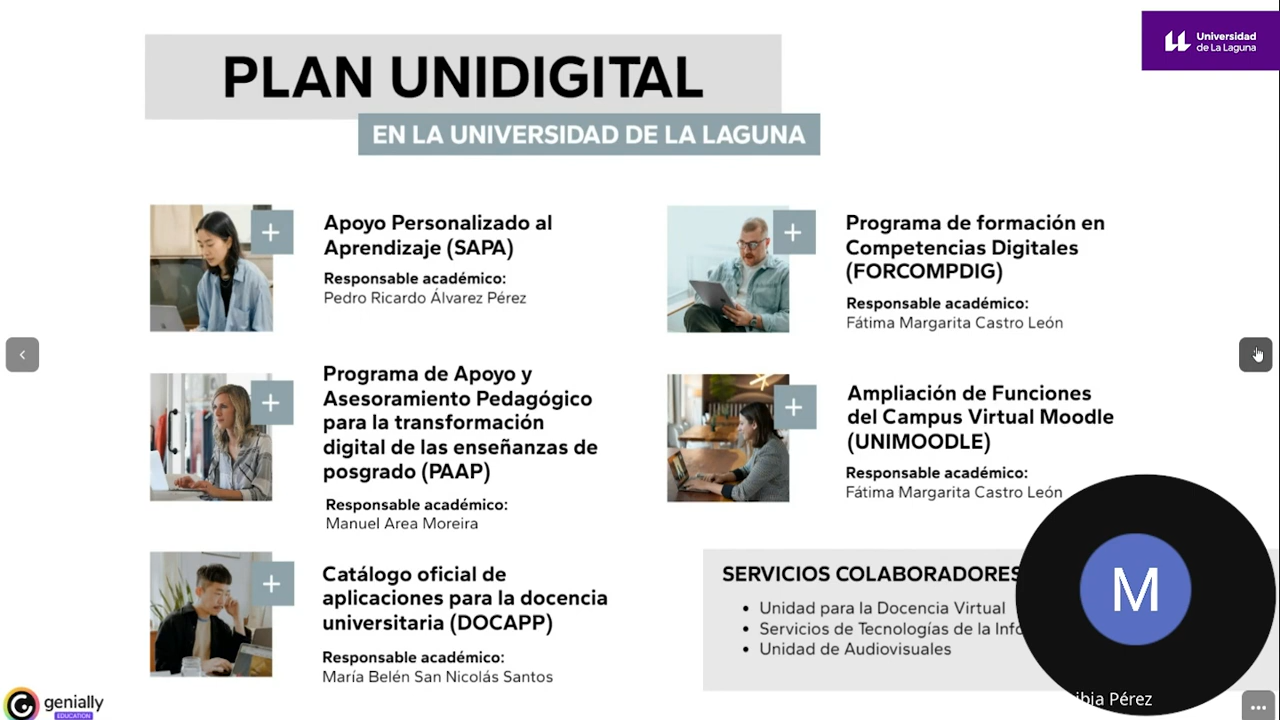 PLAN UNIDIGITAL
EN LA UNIVERSIDAD DE LA LAGUNA
Universidad
de La Laguna
Apoyo Personalizado al
Aprendizaje (SAPA)
Responsable académico:
Pedro Ricardo Álvarez Pérez
Programa de Apoyo y
Asesoramiento Pedagógico
para la transformación
digital de las enseñanzas de
posgrado (PAAP)
Responsable académico:
Manuel Area Moreira
Catálogo oficial de
aplicaciones para la docencia
universitaria (DOCAPP)
Responsable académico:
María Belén San Nicolás Santos
Programa de formación en
Competencias Digitales
(FORCOMPDIG)
Responsable académico:
Fátima Margarita Castro León
Ampliación de Funciones
del Campus Virtual Moodle
(UNIMOODLE)
Responsable académico:
Fátima Margarita Castro León
SERVICIOS COLABORADORES
• Unidad para la Docencia Virtual
• Servicios de Tecnologías de la
• Unidad de Audiovisuales
M
Pérez
genially
EDUCATION